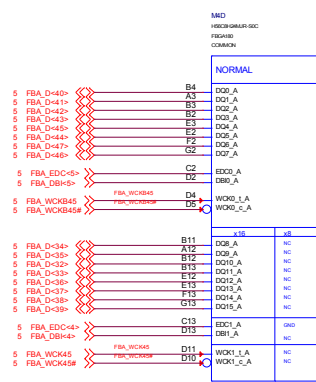 M4D
H56C8H24MJR-S0C
FBGA180
COMMON
NORMAL
5 FBA_D<40> B4 DQ0_A
5 FBA_D<41> A3 DQ1_A
5 FBA_D<42> B3 DQ2_A
5 FBA_D<43> B2 DQ3_A
5 FBA_D<45> E3 DQ4_A
5 FBA_D<44> E2 DQ5_A
5 FBA_D<47> F2 DQ6_A
5 FBA_D<46> G2 DQ7_A
5 FBA_EDC<5> C2 EDC0_A
5 FBA_DBI<5> D2 DBI0_A
5 FBA_WCKB45 FBA_WCKB45 D4 WCK0_t_A
5 FBA_WCKB45# FBA_WCKB45# D5 WCK0_c_A
x16 x8
5 FBA_D<34> B11 DQ8_A NC
5 FBA_D<35> A12 DQ9_A NC
5 FBA_D<32> B12 DQ10_A NC
5 FBA_D<33> B13 DQ11_A NC
5 FBA_D<36> E12 DQ12_A NC
5 FBA_D<37> E13 DQ13_A NC
5 FBA_D<38> F13 DQ14_A NC
5 FBA_D<39> G13 DQ15_A NC
5 FBA_EDC<4> C13 EDC1_A GND
5 FBA_DBI<4> D13 DBI1_A NC
5 FBA_WCK45 FBA_WCK45 D11 WCK1_t_A NC
5 FBA_WCK45# FBA_WCK45# D10 WCK1_c_A NC